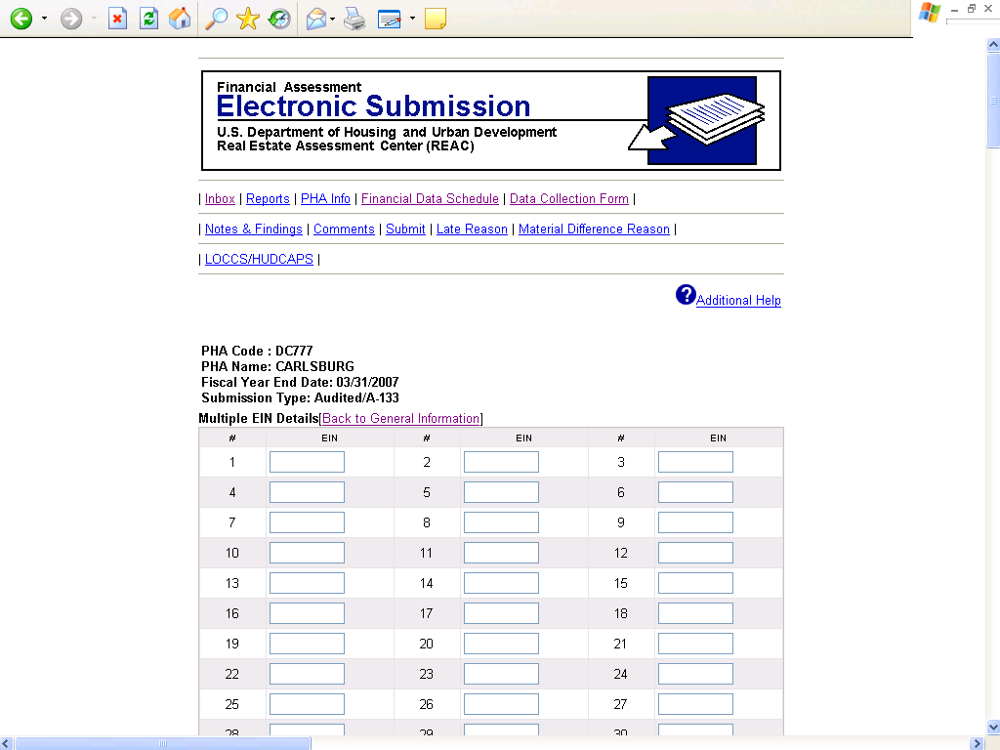 Financial Assessment
Electronic Submission
U.S. Department of Housing and Urban Development
Real Estate Assessment Center (REAC)
| Inbox | Reports | PHA Info | Financial Data Schedule | Data Collection Form |
| Notes & Findings | Comments | Submit | Late Reason | Material Difference Reason |
| LOCCS/HUDCAPS |
? Additional Help
PHA Code : DC777
PHA Name: CARLSBURG
Fiscal Year End Date: 03/31/2007
Submission Type: Audited/A-133
Multiple EIN Details[Back to General Information]
# EIN # EIN # EIN
1 2 3
4 5 6
7 8 9
10 11 12
13 14 15
16 17 18
19 20 21
22 23 24
25 26 27
28 29 30